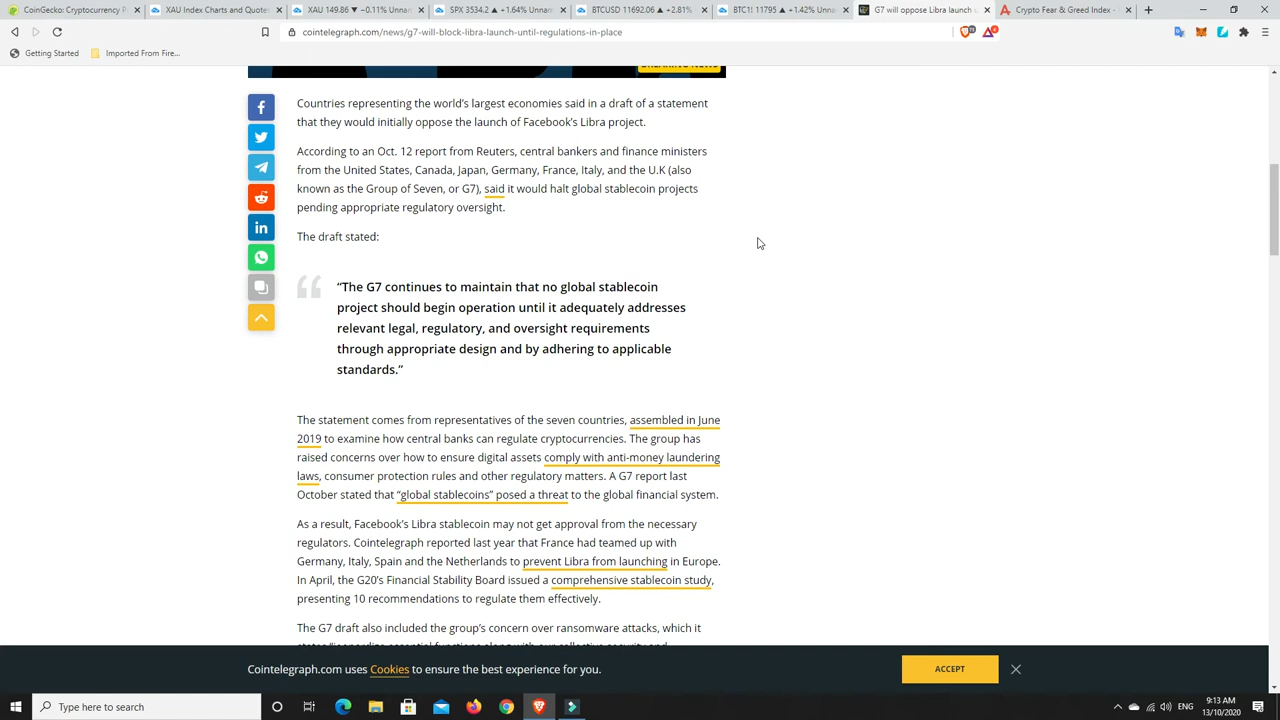 CoinGecko: Cryptocurrency P
XAU Index Charts and Quotes
XAU 149.86 ▼ −0.11% Unnam
SPX 3534.2 ▲ +1.64% Unnam
BTCUSD 11692.06 ▲ +2.81%
BTC1! 11795 ▲ +1.42% Unna
G7 will oppose Libra launch u
Crypto Fear & Greed Index -
cointelegraph.com/news/g7-will-block-libra-launch-until-regulations-in-place
Getting Started
Imported From Fire...
Countries representing the world's largest economies said in a draft of a statement
that they would initially oppose the launch of Facebook's Libra project.
According to an Oct. 12 report from Reuters, central bankers and finance ministers
from the United States, Canada, Japan, Germany, France, Italy, and the U.K (also
known as the Group of Seven, or G7), said it would halt global stablecoin projects
pending appropriate regulatory oversight.
The draft stated:
“The G7 continues to maintain that no global stablecoin
project should begin operation until it adequately addresses
relevant legal, regulatory, and oversight requirements
through appropriate design and by adhering to applicable
standards.”
The statement comes from representatives of the seven countries, assembled in June
2019 to examine how central banks can regulate cryptocurrencies. The group has
raised concerns over how to ensure digital assets comply with anti-money laundering
laws, consumer protection rules and other regulatory matters. A G7 report last
October stated that “global stablecoins” posed a threat to the global financial system.
As a result, Facebook's Libra stablecoin may not get approval from the necessary
regulators. Cointelegraph reported last year that France had teamed up with
Germany, Italy, Spain and the Netherlands to prevent Libra from launching in Europe.
In April, the G20's Financial Stability Board issued a comprehensive stablecoin study,
presenting 10 recommendations to regulate them effectively.
The G7 draft also included the group's concern over ransomware attacks, which it
Cointelegraph.com uses Cookies to ensure the best experience for you.
ACCEPT
Type here to search
ENG
9:13 AM
13/10/2020